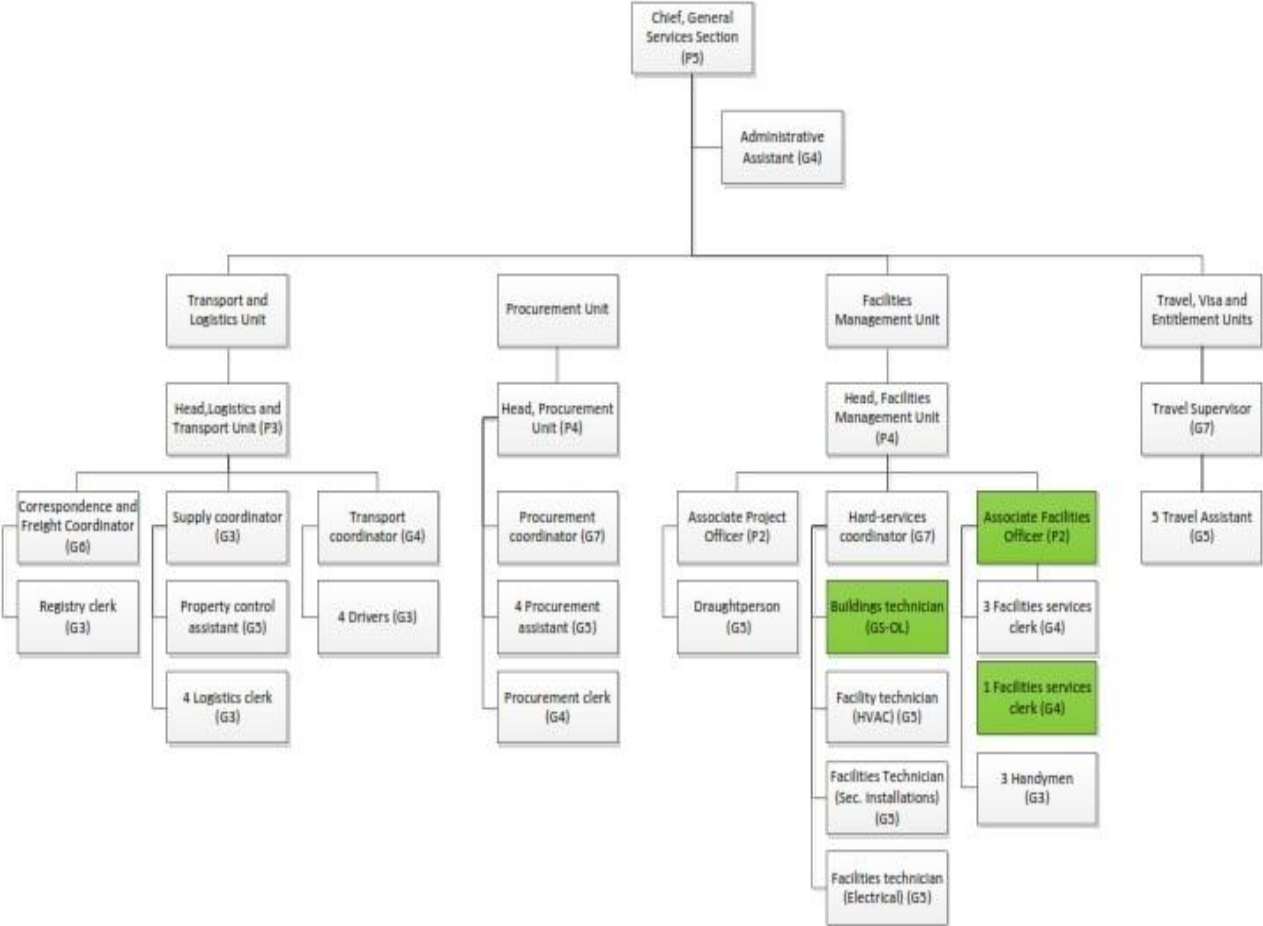 Chief, General
Services Section
(P5)
Administrative
Assistant (G4)
Transport and
Logistics Unit
Procurement Unit
Facilities
Management Unit
Travel, Visa and
Entitlement Units
Head,Logistics and
Transport Unit (P3)
Head, Procurement
Unit (P4)
Head, Facilities
Management Unit
(P4)
Travel Supervisor
(G7)
Correspondence and
Freight Coordinator
(G6)
Supply coordinator
(G3)
Transport
coordinator (G4)
Procurement
coordinator (G7)
Associate Project
Officer (P2)
Hard-services
coordinator (G7)
Associate Facilities
Officer (P2)
5 Travel Assistant
(G5)
Registry clerk
(G3)
Property control
assistant (G5)
4 Drivers (G3)
4 Procurement
assistant (G5)
Draughtperson
(G5)
Buildings technician
(GS-OL)
3 Facilities services
clerk (G4)
4 Logistics clerk
(G3)
Procurement clerk
(G4)
Facility technician
(HVAC) (G5)
1 Facilities services
clerk (G4)
Facilities Technician
(Sec. Installations)
(G5)
3 Handymen
(G3)
Facilities technician
(Electrical) (G5)